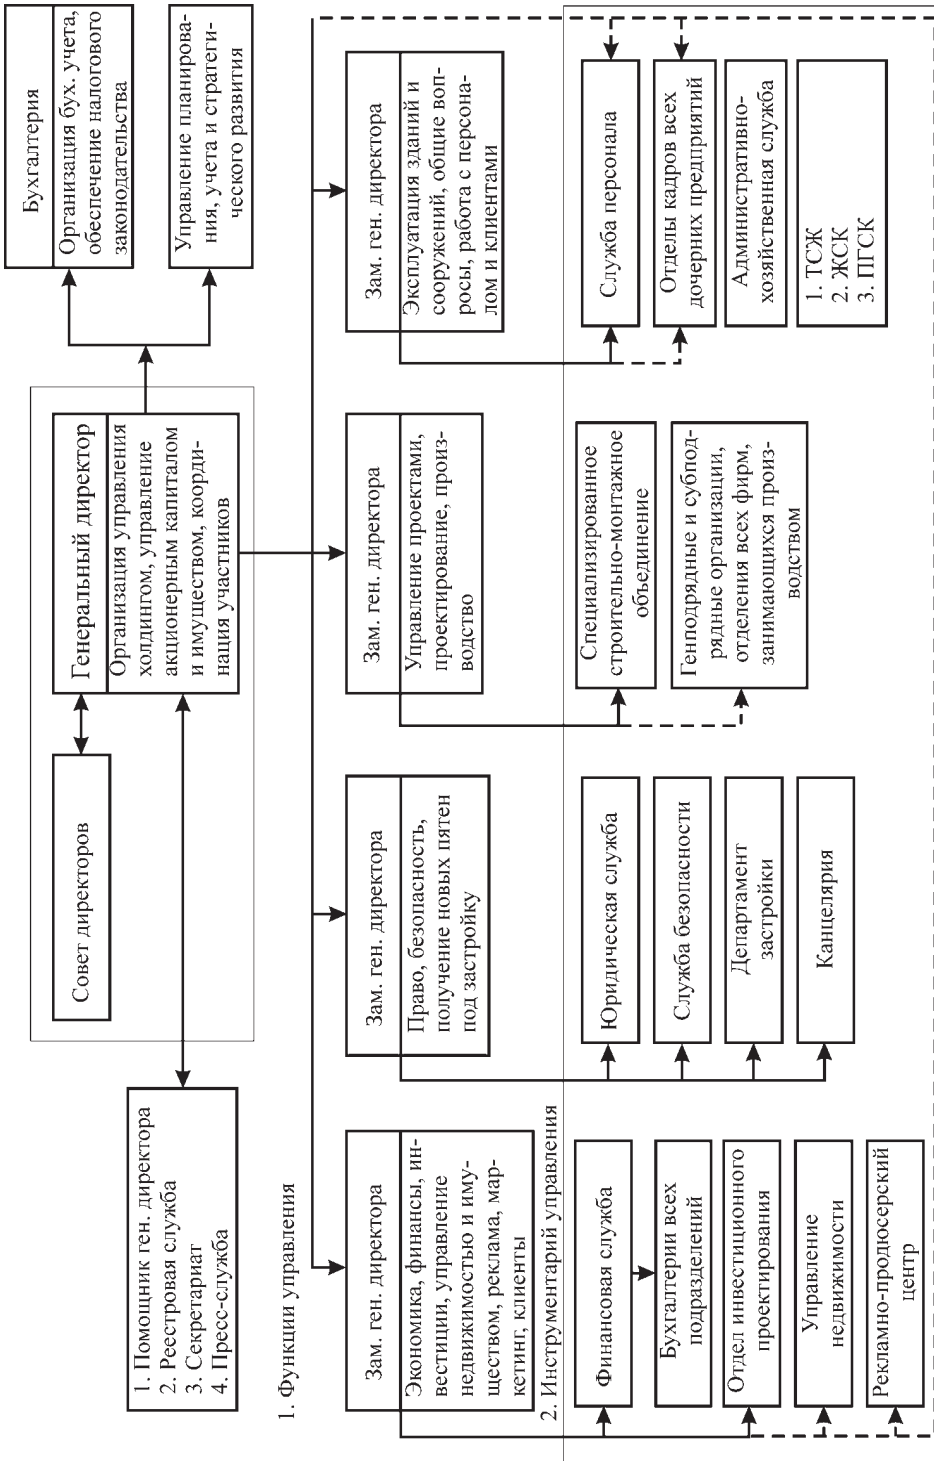 1. Помощник ген. директора
2. Реестровая служба
3. Секретариат
4. Пресс-служба
Совет директоров
Генеральный директор
Организация управления
холдингом, управление
акционерным капиталом
и имуществом, коорди-
нация участников
Бухгалтерия
Организация бух. учета,
обеспечение налогового
законодательства
Управление планирова-
ния, учета и стратеги-
ческого развития
1. Функции управления
Зам. ген. директора
Экономика, финансы, ин-
вестиции, управление
недвижимостью и иму-
ществом, реклама, мар-
кетинг, клиенты
Зам. ген. директора
Право, безопасность,
получение новых пятен
под застройку
Зам. ген. директора
Управление проектами,
проектирование, произ-
водство
Зам. ген. директора
Эксплуатация зданий и
сооружений, общие воп-
росы, работа с персона-
лом и клиентами
2. Инструментарий управления
Финансовая служба
Бухгалтерии всех
подразделений
Отдел инвестиционного
проектирования
Управление
недвижимости
Рекламно-продюсерский
центр
Юридическая служба
Служба безопасности
Департамент
застройки
Канцелярия
Специализированное
строительно-монтажное
объединение
Генподрядные и субпод-
рядные организации,
отделения всех фирм,
занимающихся произ-
водством
Служба персонала
Отделы кадров всех
дочерних предприятий
Административно-
хозяйственная служба
1. ТСЖ
2. ЖСК
3. ПГСК